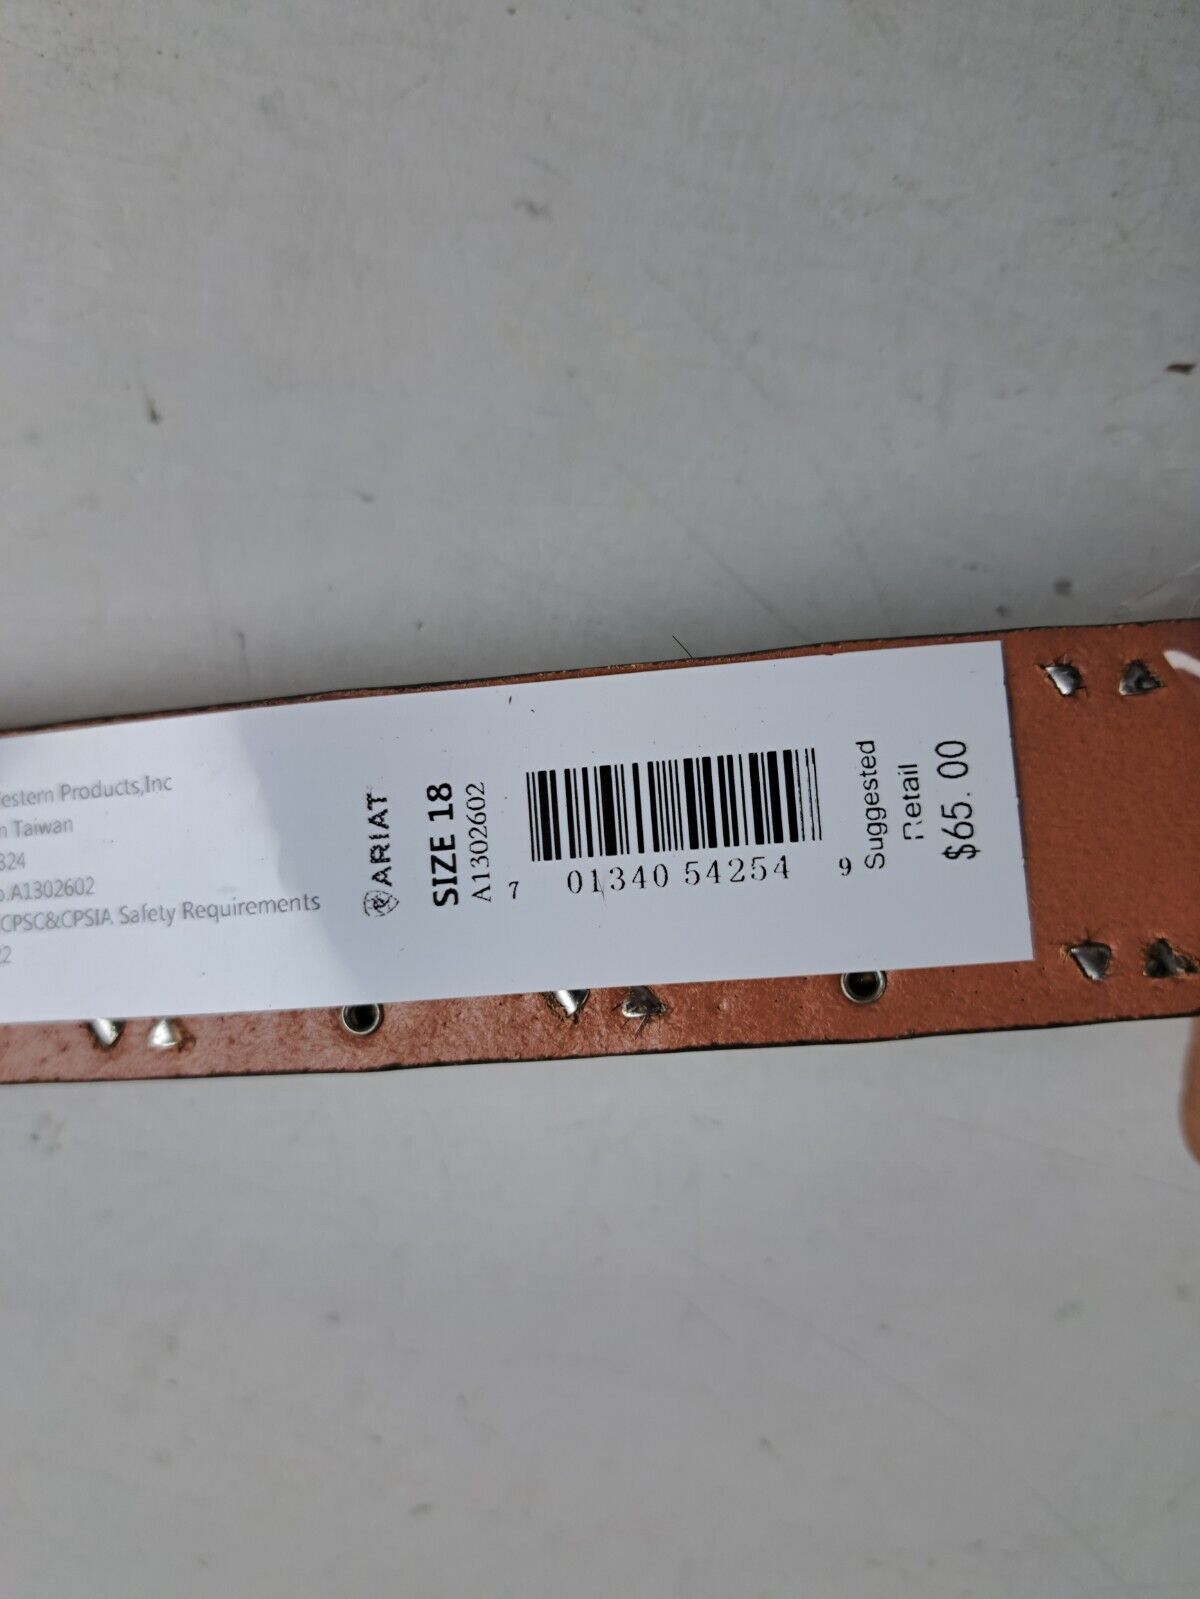 estern Products,Inc
n Taiwan
324
o.A1302602
CPSC&CPSIA Safety Requirements
22
ARIAT
SIZE 18
A1302602
7 01340 54254 9
Suggested
Retail
$65. 00